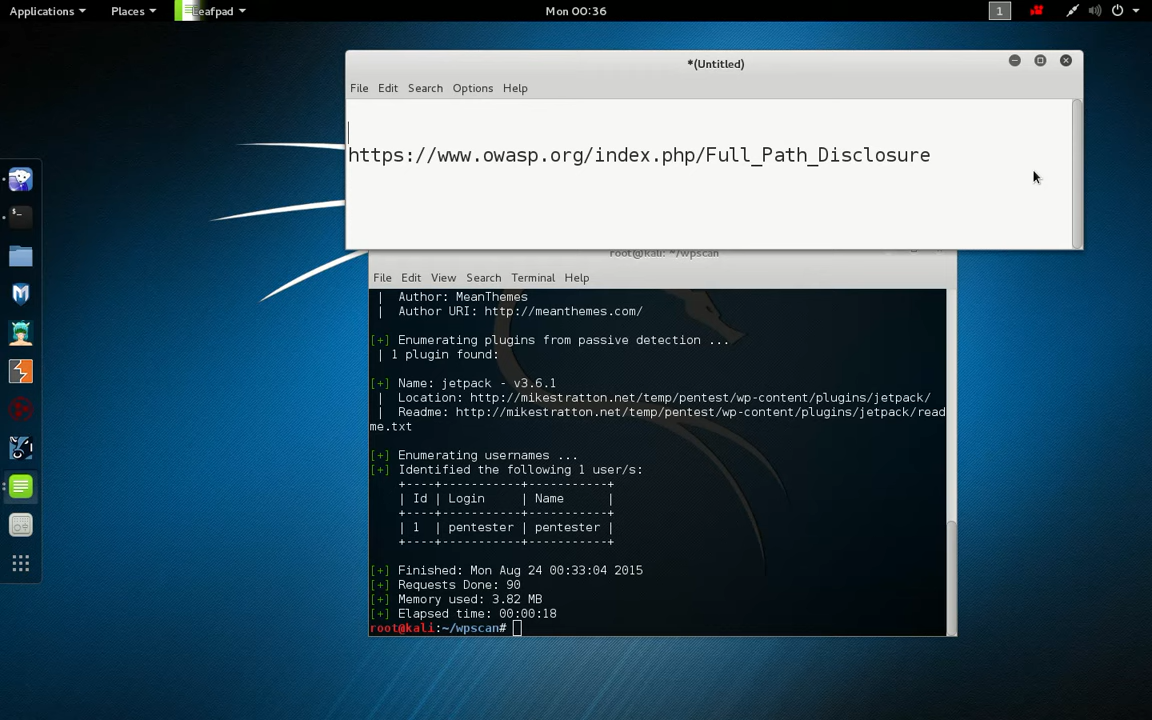 Applications Places Leafpad Mon 00:36 1
*(Untitled)
File Edit Search Options Help
https://www.owasp.org/index.php/Full_Path_Disclosure
root@kali: ~/wpscan
File Edit View Search Terminal Help
| Author: MeanThemes
| Author URI: http://meanthemes.com/
[+] Enumerating plugins from passive detection ...
| 1 plugin found:
[+] Name: jetpack - v3.6.1
| Location: http://mikestratton.net/temp/pentest/wp-content/plugins/jetpack/
| Readme: http://mikestratton.net/temp/pentest/wp-content/plugins/jetpack/read
me.txt
[+] Enumerating usernames ...
[+] Identified the following 1 user/s:
+----+-----------+-----------+
| Id | Login | Name |
+----+-----------+-----------+
| 1 | pentester | pentester |
+----+-----------+-----------+
[+] Finished: Mon Aug 24 00:33:04 2015
[+] Requests Done: 90
[+] Memory used: 3.82 MB
[+] Elapsed time: 00:00:18
root@kali:~/wpscan#